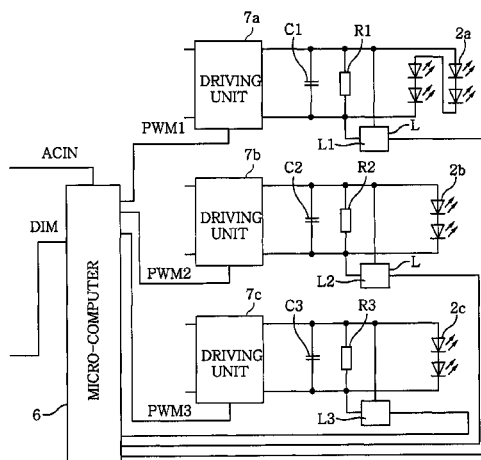 7a
C1
R1
2a
DRIVING
UNIT
PWM1
L
L1
ACIN
7b
C2
R2
2b
DIM
DRIVING
UNIT
PWM2
L
L2
MICRO-COMPUTER
7c
C3
R3
2c
DRIVING
UNIT
6
PWM3
L3